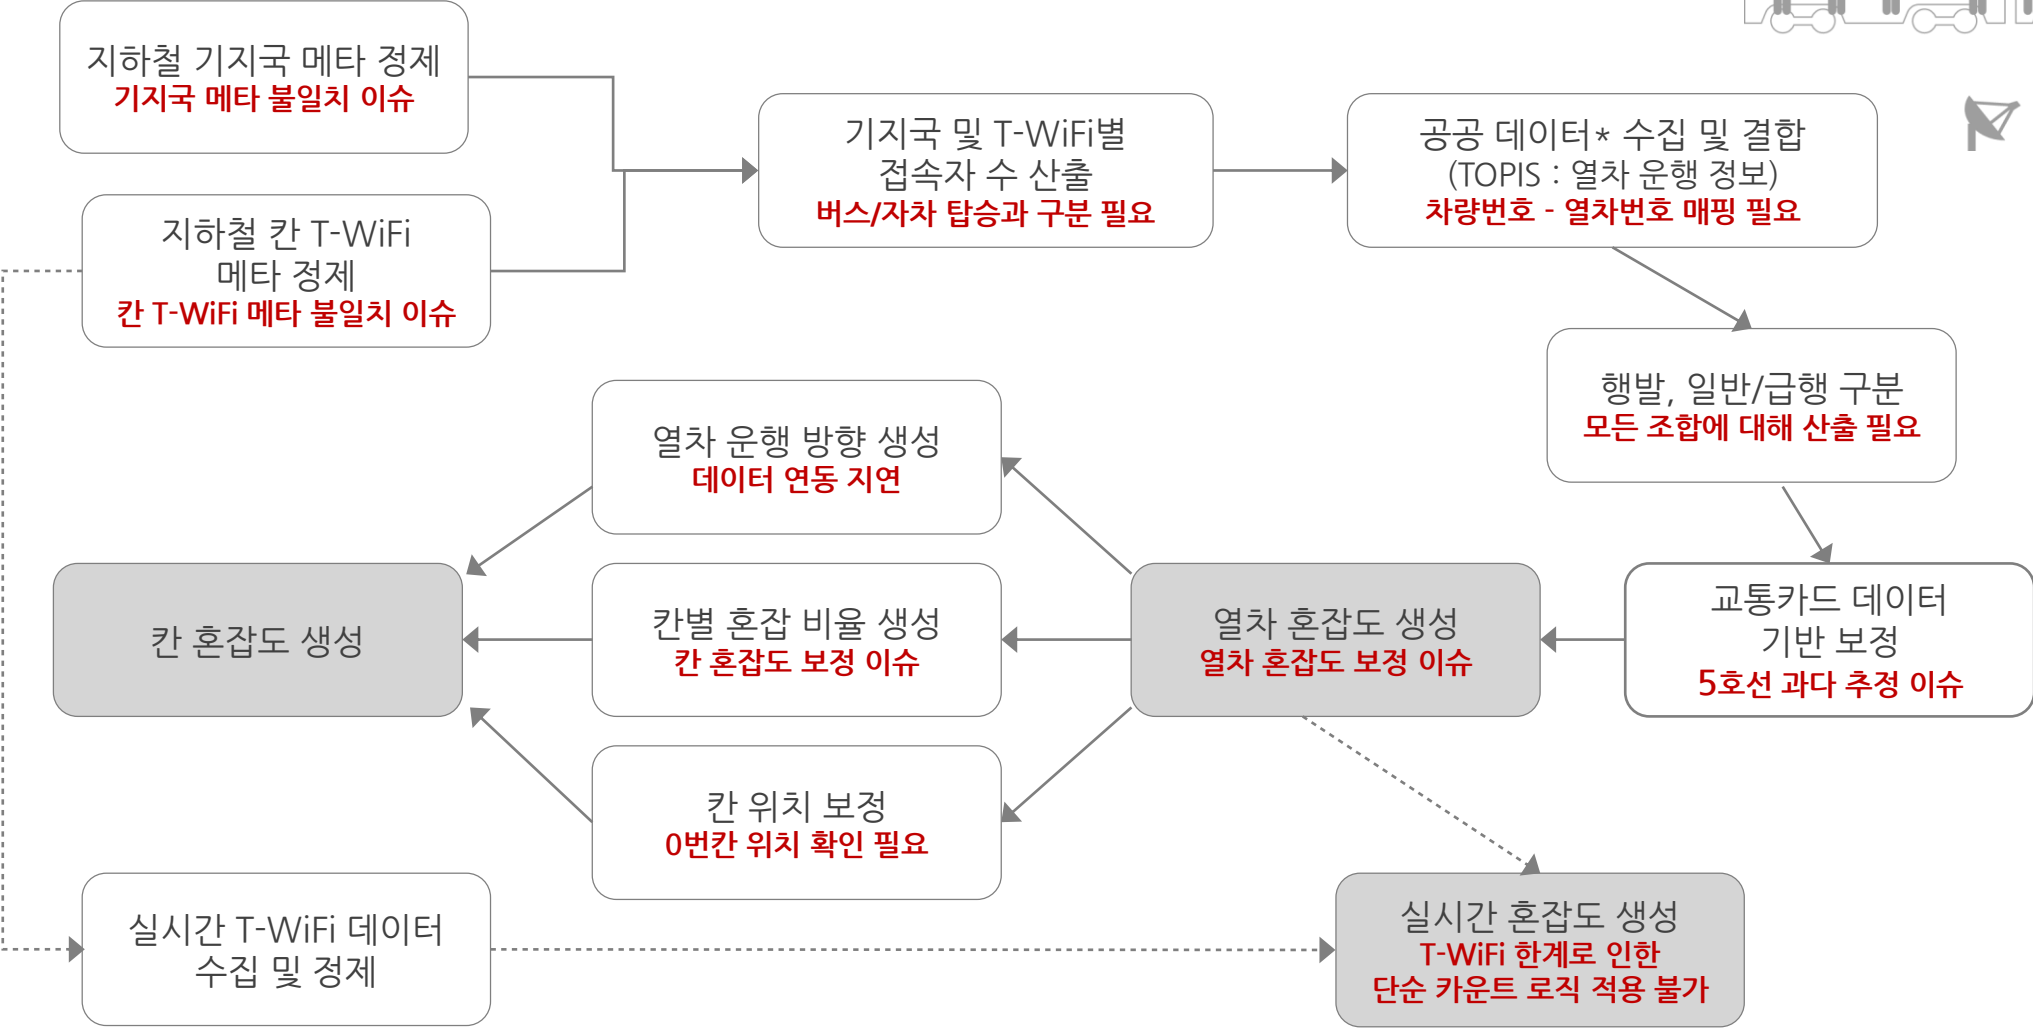 지하철 기지국 메타 정제
기지국 메타 불일치 이슈
지하철 칸 T-WiFi
메타 정제
칸 T-WiFi 메타 불일치 이슈
기지국 및 T-WiFi별
접속자 수 산출
버스/자차 탑승과 구분 필요
공공 데이터* 수집 및 결합
(TOPIS : 열차 운행 정보)
차량번호 - 열차번호 매핑 필요
행발, 일반/급행 구분
모든 조합에 대해 산출 필요
교통카드 데이터
기반 보정
5호선 과다 추정 이슈
열차 혼잡도 생성
열차 혼잡도 보정 이슈
열차 운행 방향 생성
데이터 연동 지연
칸별 혼잡 비율 생성
칸 혼잡도 보정 이슈
칸 위치 보정
0번칸 위치 확인 필요
칸 혼잡도 생성
실시간 T-WiFi 데이터
수집 및 정제
실시간 혼잡도 생성
T-WiFi 한계로 인한
단순 카운트 로직 적용 불가